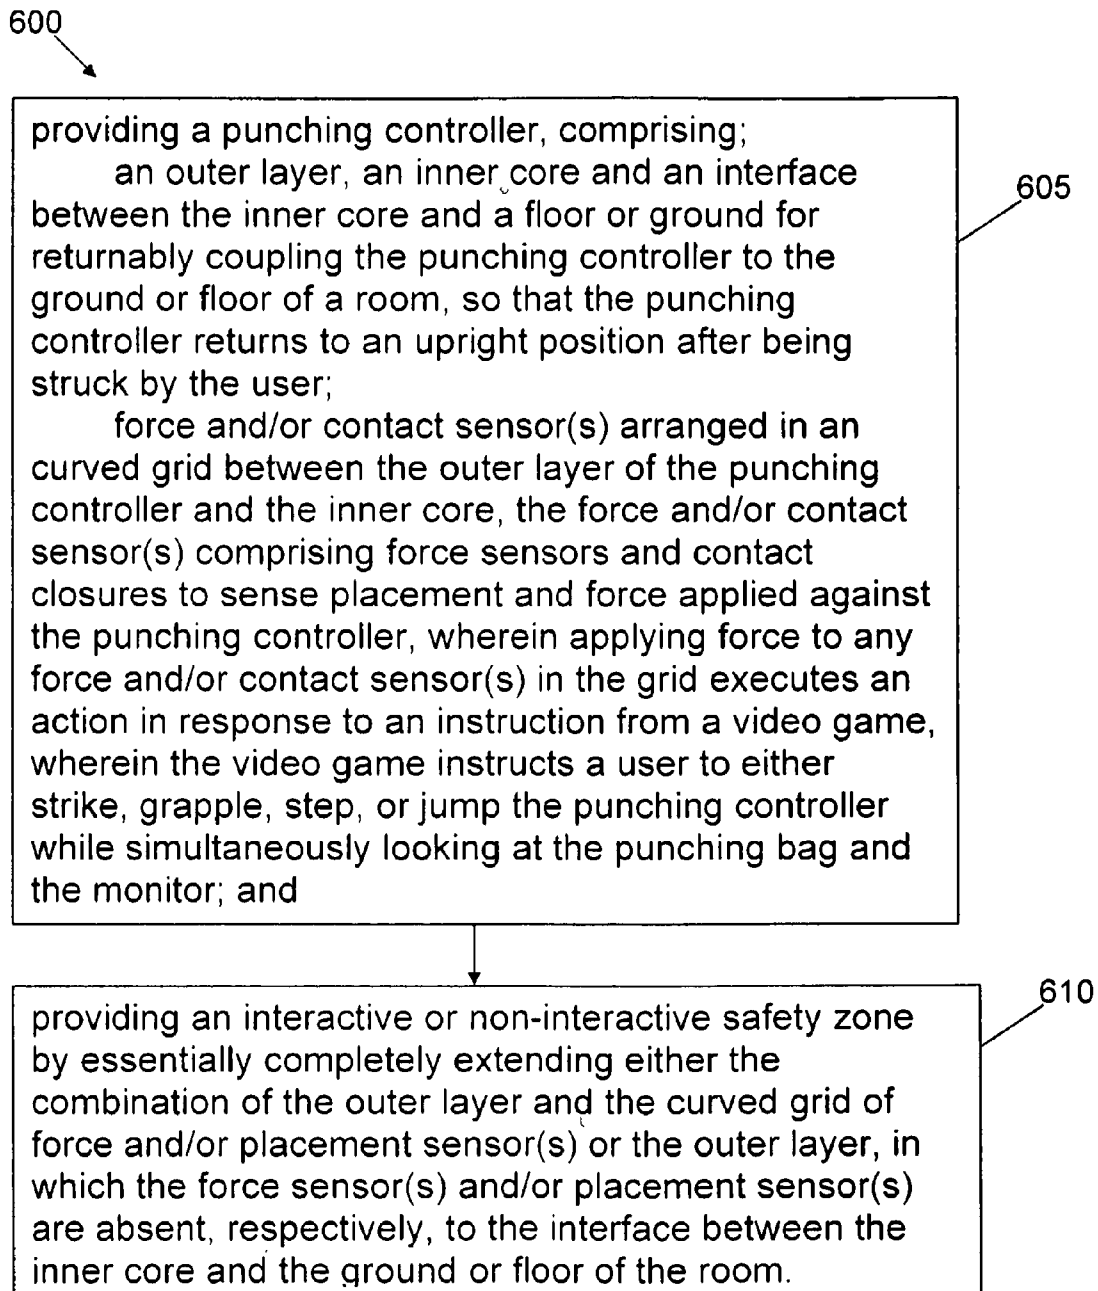 600
providing a punching controller, comprising;
an outer layer, an inner core and an interface
between the inner core and a floor or ground for
returnably coupling the punching controller to the
ground or floor of a room, so that the punching
controller returns to an upright position after being
struck by the user;
force and/or contact sensor(s) arranged in an
curved grid between the outer layer of the punching
controller and the inner core, the force and/or contact
sensor(s) comprising force sensors and contact
closures to sense placement and force applied against
the punching controller, wherein applying force to any
force and/or contact sensor(s) in the grid executes an
action in response to an instruction from a video game,
wherein the video game instructs a user to either
strike, grapple, step, or jump the punching controller
while simultaneously looking at the punching bag and
the monitor; and
605
providing an interactive or non-interactive safety zone
by essentially completely extending either the
combination of the outer layer and the curved grid of
force and/or placement sensor(s) or the outer layer, in
which the force sensor(s) and/or placement sensor(s)
are absent, respectively, to the interface between the
inner core and the ground or floor of the room.
610